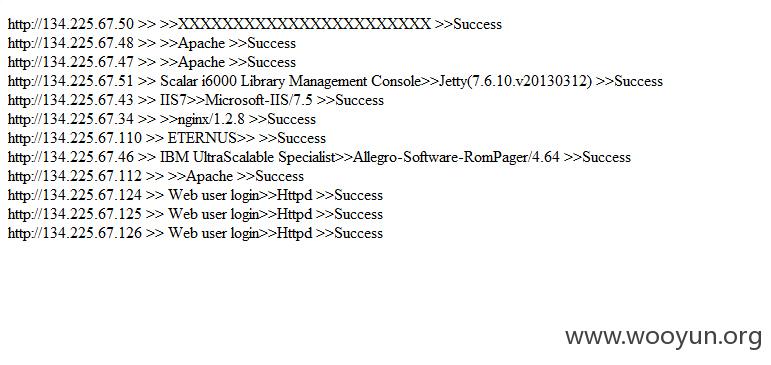 http://134.225.67.50 >> >>XXXXXXXXXXXXXXXXXXXXXXX >>Success
http://134.225.67.48 >> >>Apache >>Success
http://134.225.67.47 >> >>Apache >>Success
http://134.225.67.51 >> Scalar i6000 Library Management Console>>Jetty(7.6.10.v20130312) >>Success
http://134.225.67.43 >> IIS7>>Microsoft-IIS/7.5 >>Success
http://134.225.67.34 >> >>nginx/1.2.8 >>Success
http://134.225.67.110 >> ETERNUS>> >>Success
http://134.225.67.46 >> IBM UltraScalable Specialist>>Allegro-Software-RomPager/4.64 >>Success
http://134.225.67.112 >> >>Apache >>Success
http://134.225.67.124 >> Web user login>>Httpd >>Success
http://134.225.67.125 >> Web user login>>Httpd >>Success
http://134.225.67.126 >> Web user login>>Httpd >>Success
www.wooyun.org